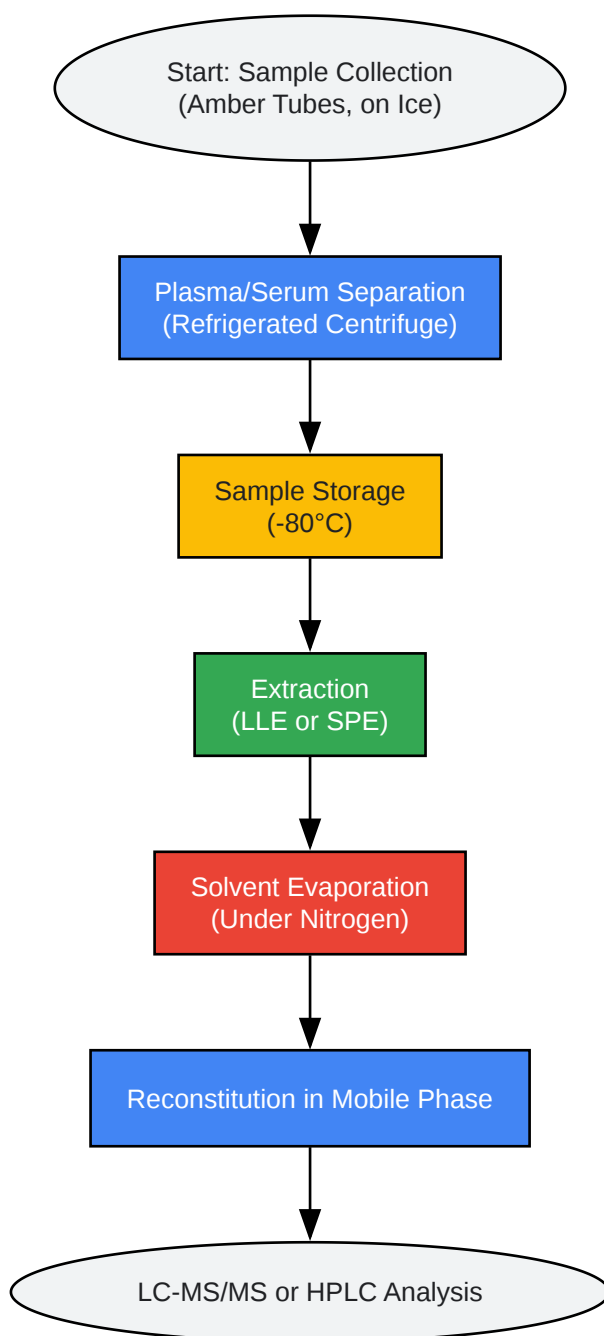 Start: Sample Collection
(Amber Tubes, on Ice)
Plasma/Serum Separation
(Refrigerated Centrifuge)
Sample Storage
(-80°C)
Extraction
(LLE or SPE)
Solvent Evaporation
(Under Nitrogen)
Reconstitution in Mobile Phase
LC-MS/MS or HPLC Analysis